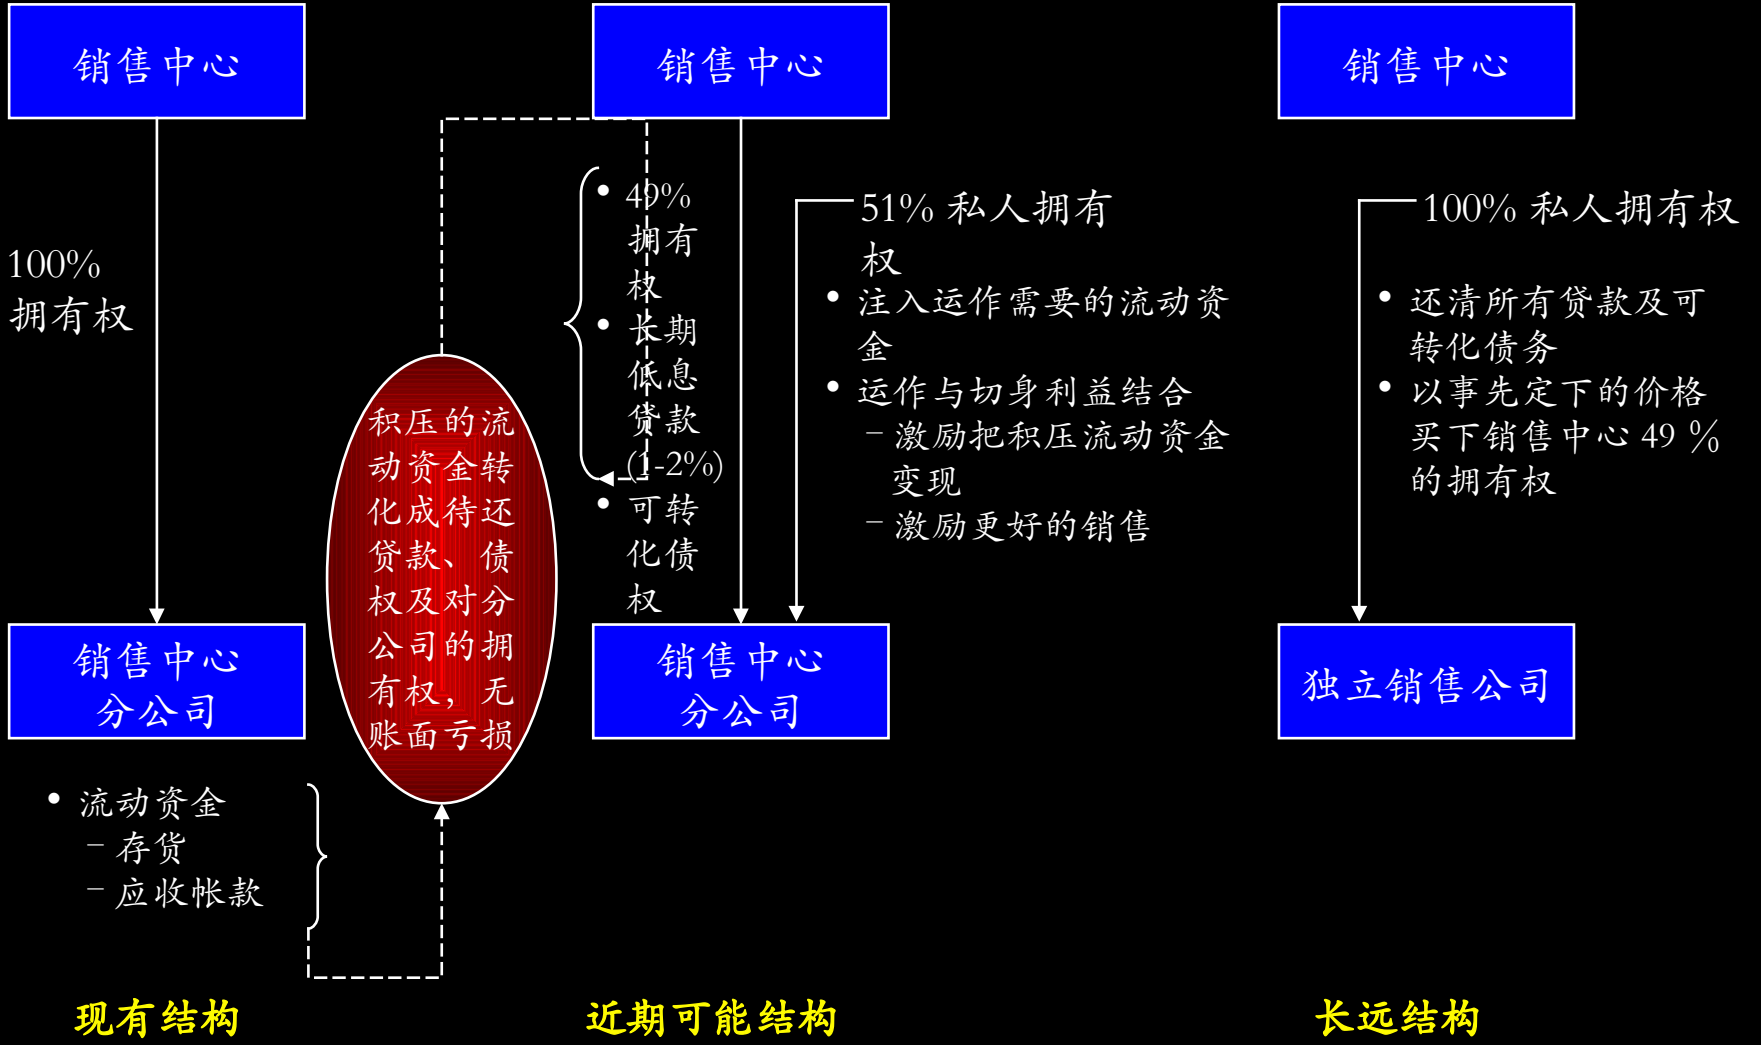 销售中心
100%
拥有权
销售中心
分公司
• 流动资金
– 存货
– 应收帐款
现有结构
积压的流
动资金转
化成待还
贷款、债
权及对分
公司的拥
有权，无
账面亏损
销售中心
• 49%
拥有
权
• 长期
低息
贷款
(1-2%)
• 可转
化债
权
51% 私人拥有
权
• 注入运作需要的流动资
金
• 运作与切身利益结合
– 激励把积压流动资金
变现
– 激励更好的销售
销售中心
分公司
近期可能结构
销售中心
100% 私人拥有权
• 还清所有贷款及可
转化债务
• 以事先定下的价格
买下销售中心 49 %
的拥有权
独立销售公司
长远结构